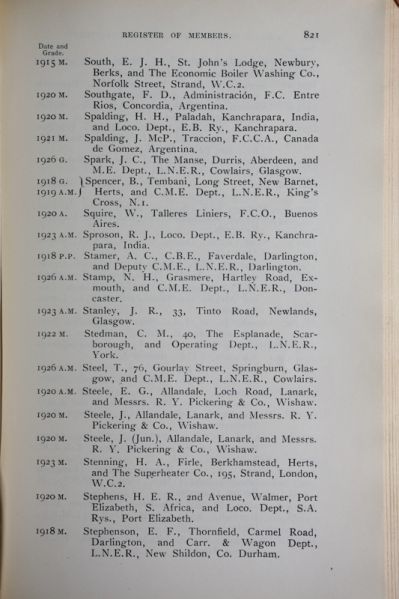 REGISTER OF MEMBERS. 821
Date and
Grade.
1915 M. South, E. J. H., St. John's Lodge, Newbury,
Berks, and The Economic Boiler Washing Co.,
Norfolk Street, Strand, W.C.2.
1920 M. Southgate, F. D., Administración, F.C. Entre
Rios, Concordia, Argentina.
1920 M. Spalding, H. H., Paladah, Kanchrapara, India,
and Loco. Dept., E.B. Ry., Kanchrapara.
1921 M. Spalding, J. McP., Traccion, F.C.C.A., Canada
de Gomez, Argentina.
1926 G. Spark, J. C., The Manse, Durris, Aberdeen, and
M.E. Dept., L.N.E.R., Cowlairs, Glasgow.
1918 G. } Spencer, B., Tembani, Long Street, New Barnet,
1919 A.M. } Herts, and C.M.E. Dept., L.N.E.R., King's
Cross, N.1.
1920 A. Squire, W., Talleres Liniers, F.C.O., Buenos
Aires.
1923 A.M. Sproson, R. J., Loco. Dept., E.B. Ry., Kanchra-
para, India.
1918 P.P. Stamer, A. C., C.B.E., Faverdale, Darlington,
and Deputy C.M.E., L.N.E.R., Darlington.
1926 A.M. Stamp, N. H., Grasmere, Hartley Road, Ex-
mouth, and C.M.E. Dept., L.N.E.R., Don-
caster.
1923 A.M. Stanley, J. R., 33, Tinto Road, Newlands,
Glasgow.
1922 M. Stedman, C. M., 40, The Esplanade, Scar-
borough, and Operating Dept., L.N.E.R.,
York.
1926 A.M. Steel, T., 76, Gourlay Street, Springburn, Glas-
gow, and C.M.E. Dept., L.N.E.R., Cowlairs.
1920 A.M. Steele, E. G., Allandale, Loch Road, Lanark,
and Messrs. R. Y. Pickering & Co., Wishaw.
1920 M. Steele, J., Allandale, Lanark, and Messrs. R. Y.
Pickering & Co., Wishaw.
1920 M. Steele, J. (Jun.), Allandale, Lanark, and Messrs.
R. Y. Pickering & Co., Wishaw.
1923 M. Stenning, H. A., Firle, Berkhamstead, Herts,
and The Superheater Co., 195, Strand, London,
W.C.2.
1920 M. Stephens, H. E. R., 2nd Avenue, Walmer, Port
Elizabeth, S. Africa, and Loco. Dept., S.A.
Rys., Port Elizabeth.
1918 M. Stephenson, E. F., Thornfield, Carmel Road,
Darlington, and Carr. & Wagon Dept.,
L.N.E.R., New Shildon, Co. Durham.